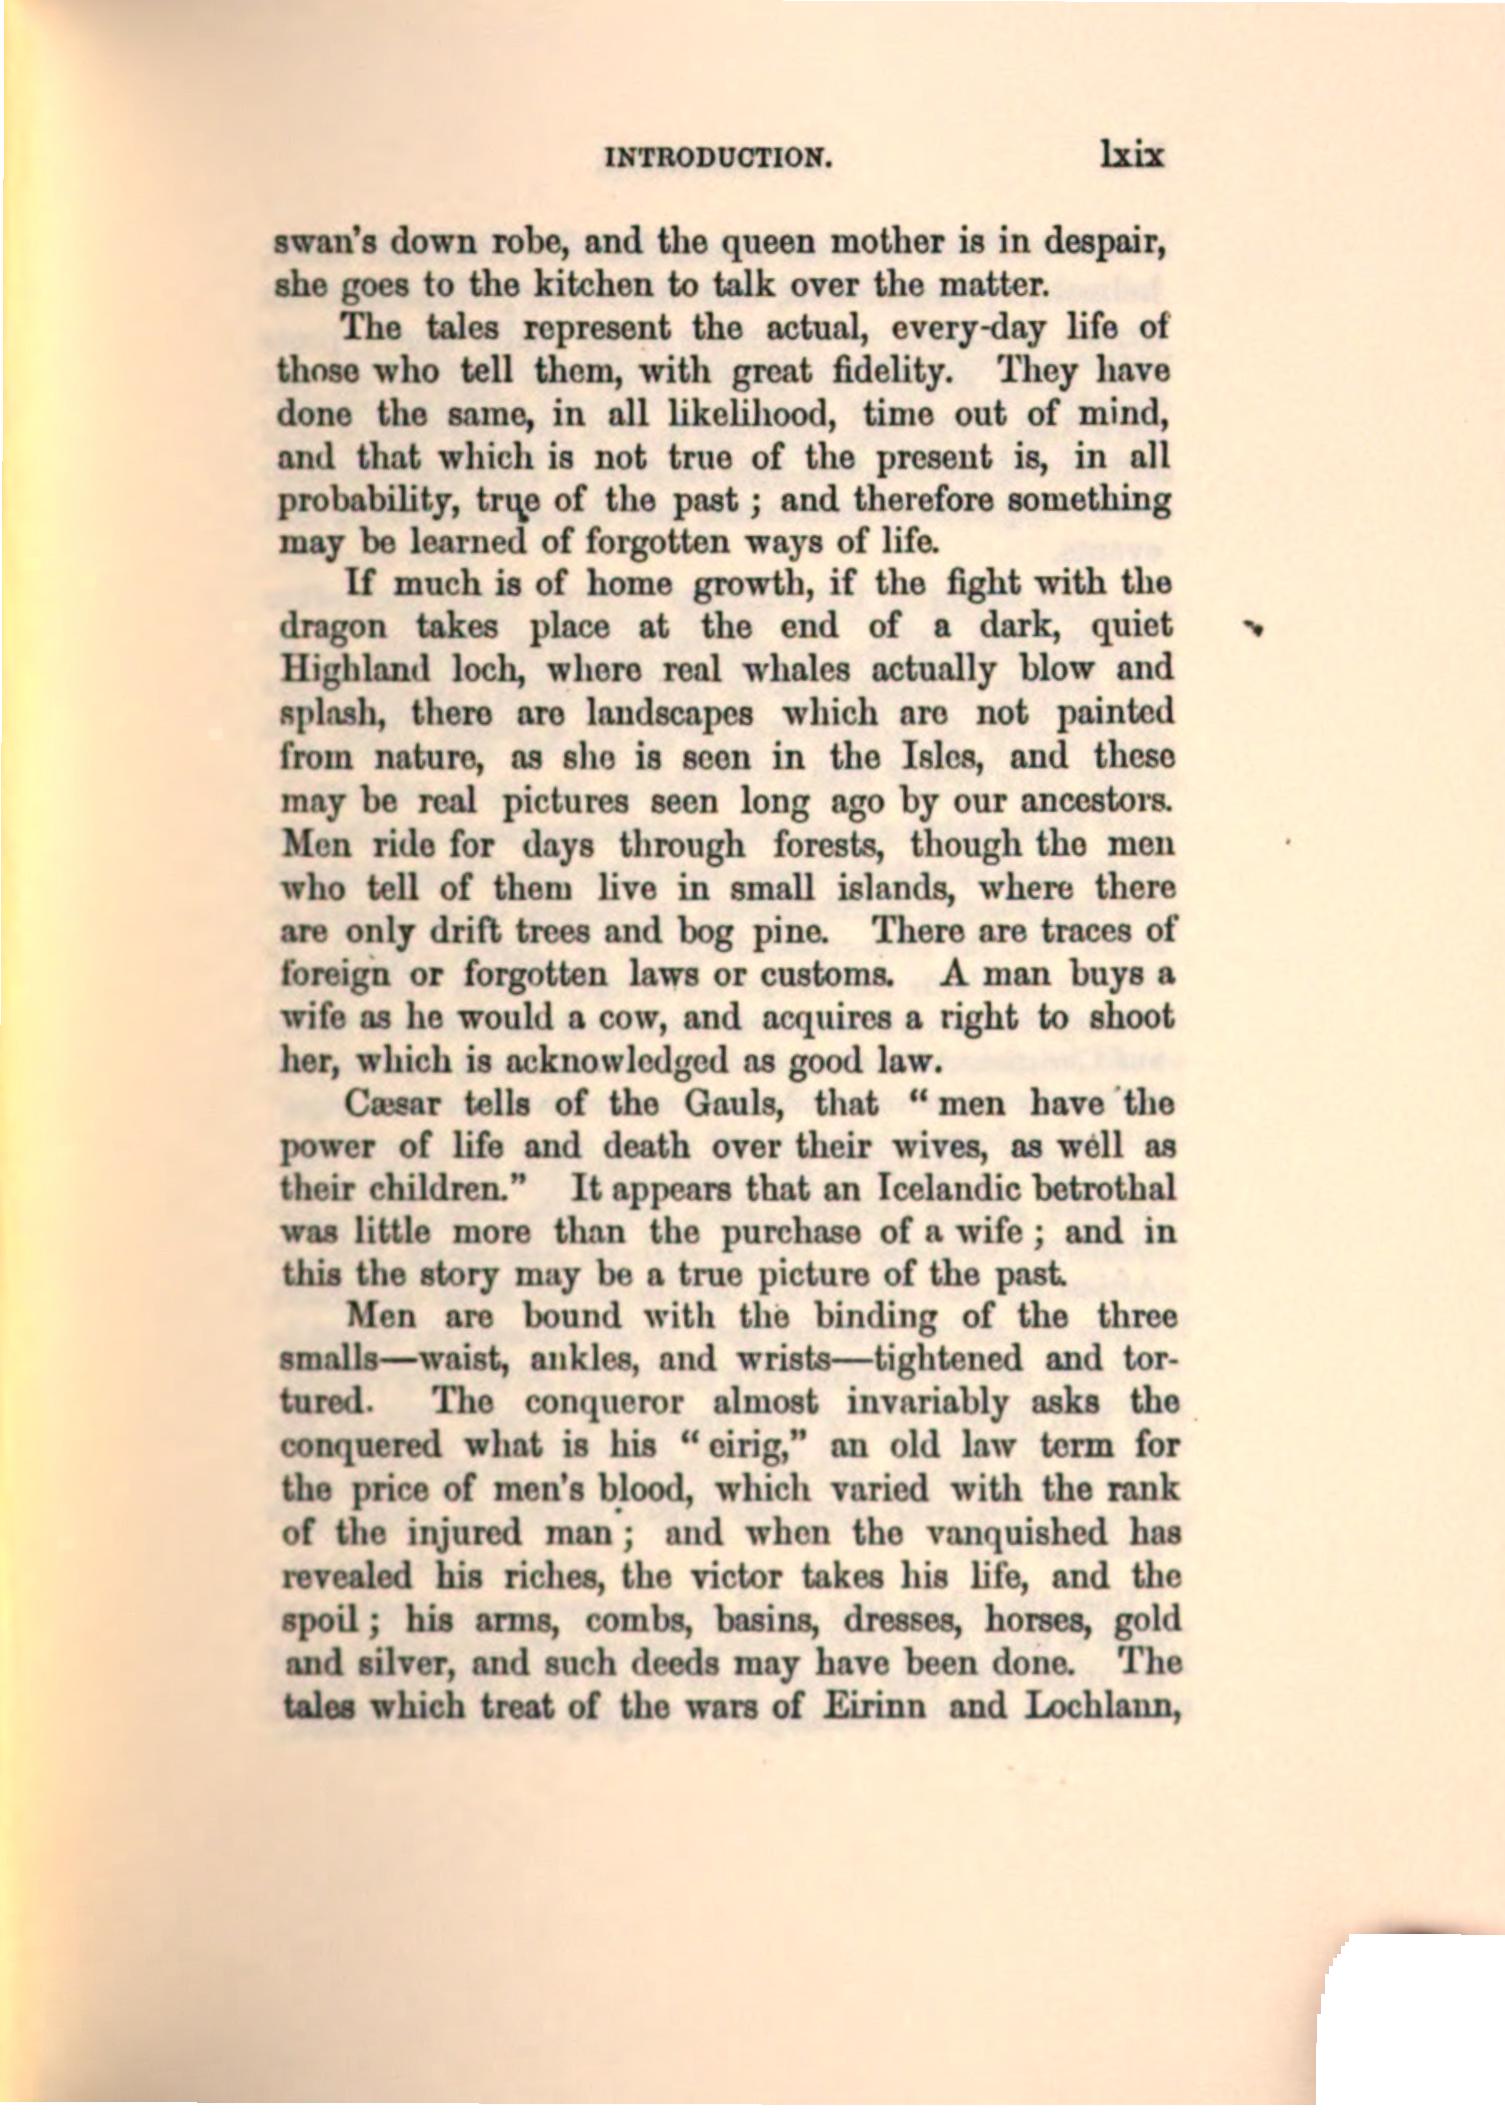 INTRODUCTION. lxix
swan's down robe, and the queen mother is in despair,
she goes to the kitchen to talk over the matter.
The tales represent the actual, every-day life of
those who tell them, with great fidelity. They have
done the same, in all likelihood, time out of mind,
and that which is not true of the present is, in all
probability, true of the past ; and therefore something
may be learned of forgotten ways of life.
If much is of home growth, if the fight with the
dragon takes place at the end of a dark, quiet
Highland loch, where real whales actually blow and
splash, there are landscapes which are not painted
from nature, as she is seen in the Isles, and these
may be real pictures seen long ago by our ancestors.
Men ride for days through forests, though the men
who tell of them live in small islands, where there
are only drift trees and bog pine. There are traces of
foreign or forgotten laws or customs. A man buys a
wife as he would a cow, and acquires a right to shoot
her, which is acknowledged as good law.
Cæsar tells of the Gauls, that “ men have the
power of life and death over their wives, as well as
their children.” It appears that an Icelandic betrothal
was little more than the purchase of a wife ; and in
this the story may be a true picture of the past.
Men are bound with the binding of the three
smalls—waist, ankles, and wrists—tightened and tor-
tured. The conqueror almost invariably asks the
conquered what is his “ eirig,” an old law term for
the price of men's blood, which varied with the rank
of the injured man ; and when the vanquished has
revealed his riches, the victor takes his life, and the
spoil ; his arms, combs, basins, dresses, horses, gold
and silver, and such deeds may have been done. The
tales which treat of the wars of Eirinn and Lochlann,